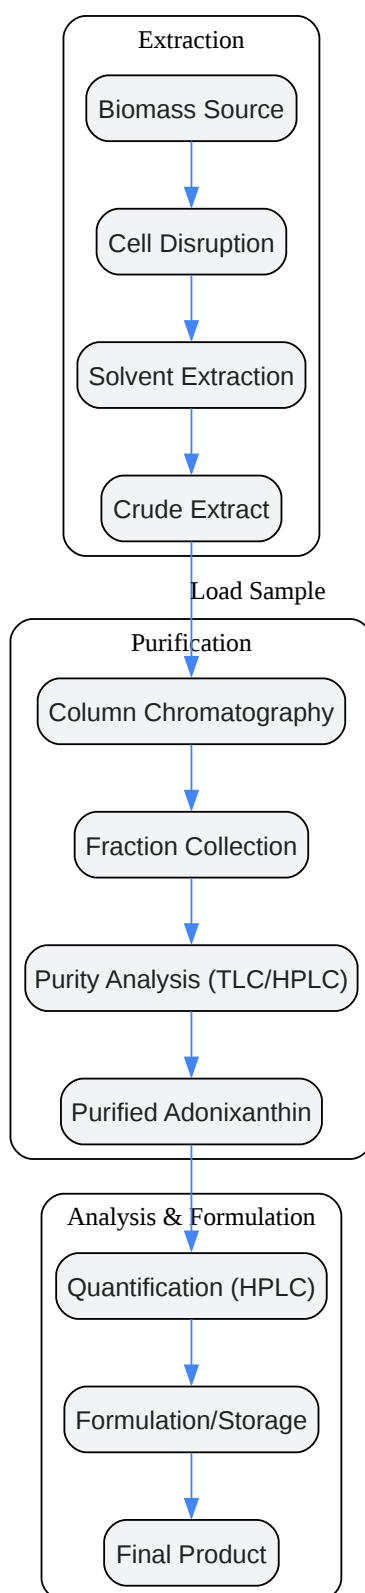 Extraction
Biomass Source
Cell Disruption
Solvent Extraction
Crude Extract
Load Sample
Purification
Column Chromatography
Fraction Collection
Purity Analysis (TLC/HPLC)
Purified Adonixanthin
Analysis & Formulation
Quantification (HPLC)
Formulation/Storage
Final Product